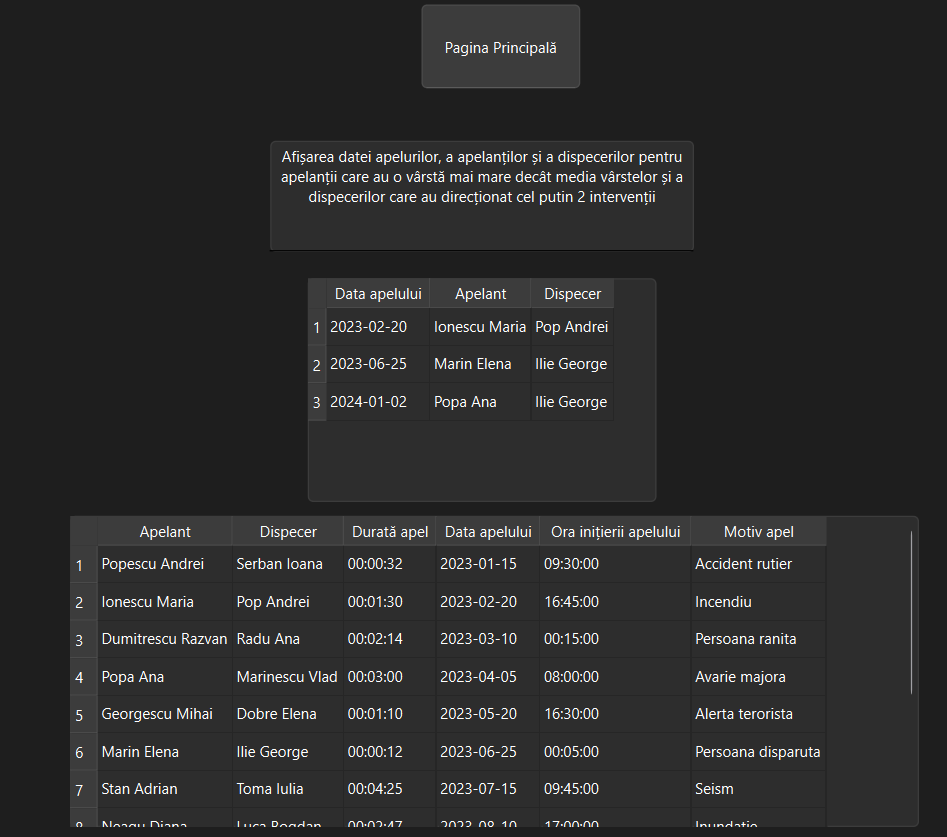 Pagina Principală
Afișarea datei apelurilor, a apelanților și a dispecerilor pentru
apelanții care au o vârstă mai mare decât media vârstelor și a
dispecerilor care au direcționat cel putin 2 intervenții
Data apelului Apelant Dispecer
1 2023-02-20 Ionescu Maria Pop Andrei
2 2023-06-25 Marin Elena Ilie George
3 2024-01-02 Popa Ana Ilie George
Apelant Dispecer Durată apel Data apelului Ora inițierii apelului Motiv apel
1 Popescu Andrei Serban Ioana 00:00:32 2023-01-15 09:30:00 Accident rutier
2 Ionescu Maria Pop Andrei 00:01:30 2023-02-20 16:45:00 Incendiu
3 Dumitrescu Razvan Radu Ana 00:02:14 2023-03-10 00:15:00 Persoana ranita
4 Popa Ana Marinescu Vlad 00:03:00 2023-04-05 08:00:00 Avarie majora
5 Georgescu Mihai Dobre Elena 00:01:10 2023-05-20 16:30:00 Alerta terorista
6 Marin Elena Ilie George 00:00:12 2023-06-25 00:05:00 Persoana disparuta
7 Stan Adrian Toma Iulia 00:04:25 2023-07-15 09:45:00 Seism
8 Neagu Diana Luca Bogdan 00:02:47 2023-08-10 17:00:00 Inundatie